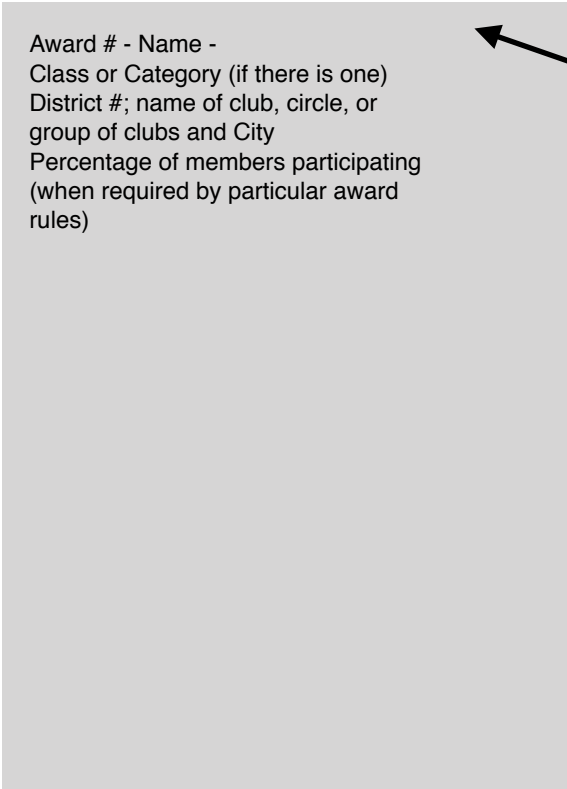 Award # - Name -
Class or Category (if there is one)
District #; name of club, circle, or
group of clubs and City
Percentage of members participating
(when required by particular award
rules)